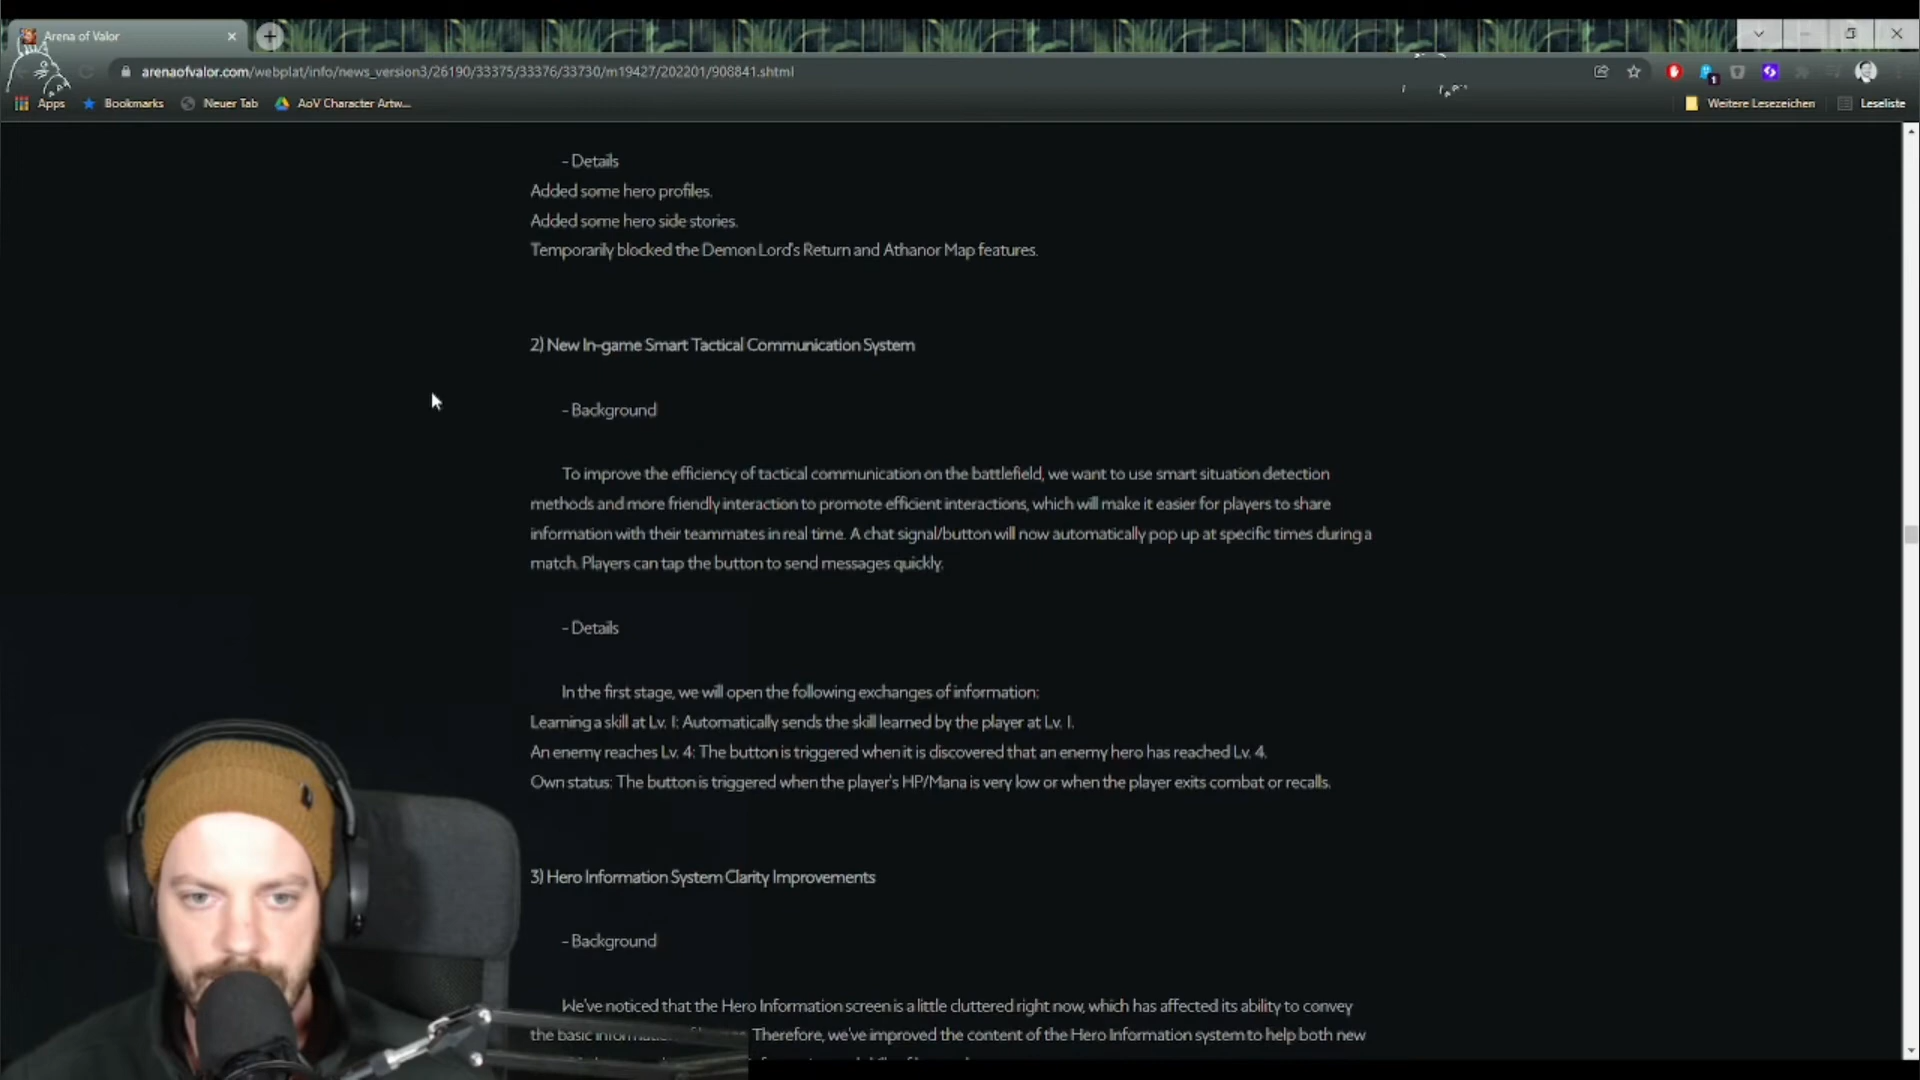 Arena of Valor
arenaofvalor.com/webplat/info/news_version3/26190/33375/33376/33730/m19427/202201/908841.shtml
1
Apps Bookmarks Neuer Tab AoV Character Artw... Weitere Lesezeichen Leseliste
- Details
Added some hero profiles.
Added some hero side stories.
Temporarily blocked the Demon Lord's Return and Athanor Map features.
2) New In-game Smart Tactical Communication System
- Background
To improve the efficiency of tactical communication on the battlefield, we want to use smart situation detection
methods and more friendly interaction to promote efficient interactions, which will make it easier for players to share
information with their teammates in real time. A chat signal/button will now automatically pop up at specific times during a
match. Players can tap the button to send messages quickly.
- Details
In the first stage, we will open the following exchanges of information:
Learning a skill at Lv. 1: Automatically sends the skill learned by the player at Lv. 1.
An enemy reaches Lv. 4: The button is triggered when it is discovered that an enemy hero has reached Lv. 4.
Own status: The button is triggered when the player's HP/Mana is very low or when the player exits combat or recalls.
3) Hero Information System Clarity Improvements
- Background
We've noticed that the Hero Information screen is a little cluttered right now, which has affected its ability to convey
the basic Therefore, we've improved the content of the Hero Information system to help both new